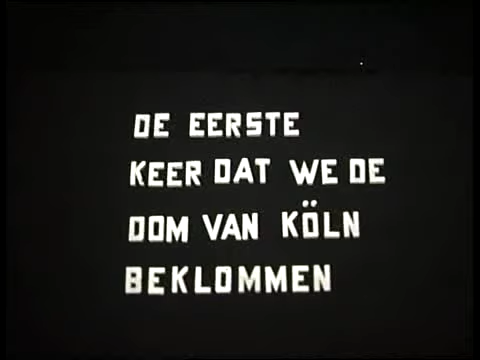 DE EERSTE
KEER DAT WE DE
DOM VAN KÖLN
BEKLOMMEN